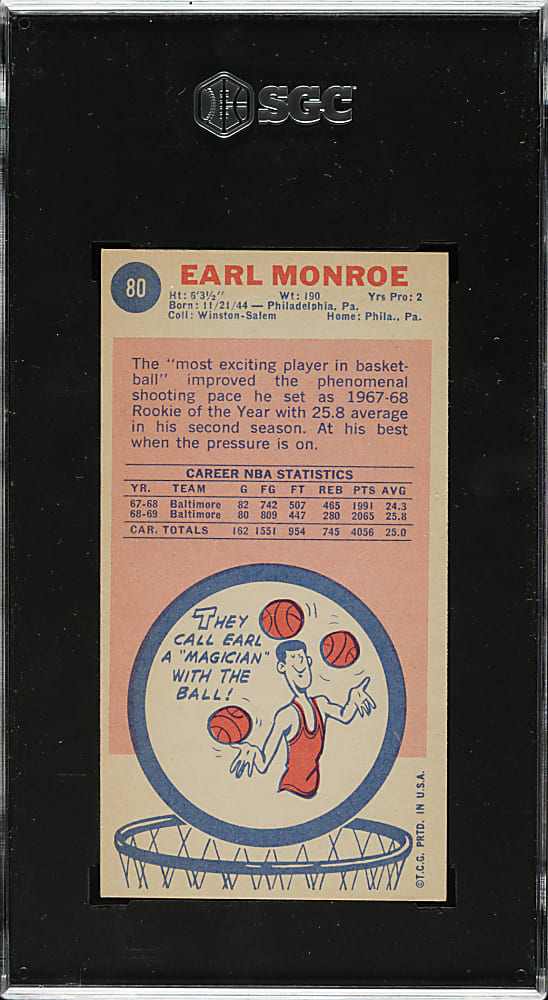 SGC
80
EARL MONROE
Ht: 6'3½" Wt: 190 Yrs Pro: 2
Born: 11/21/44 — Philadelphia, Pa.
Coll: Winston-Salem Home: Phila., Pa.
The "most exciting player in basket-
ball" improved the phenomenal
shooting pace he set as 1967-68
Rookie of the Year with 25.8 average
in his second season. At his best
when the pressure is on.
CAREER NBA STATISTICS
YR. TEAM G FG FT REB PTS AVG
67-68 Baltimore 82 742 507 465 1991 24.3
68-69 Baltimore 80 809 447 280 2065 25.8
CAR. TOTALS 162 1551 954 745 4056 25.0
THEY
CALL EARL
A "MAGICIAN"
WITH THE
BALL!
©T.C.G. PRTD. IN U.S.A.